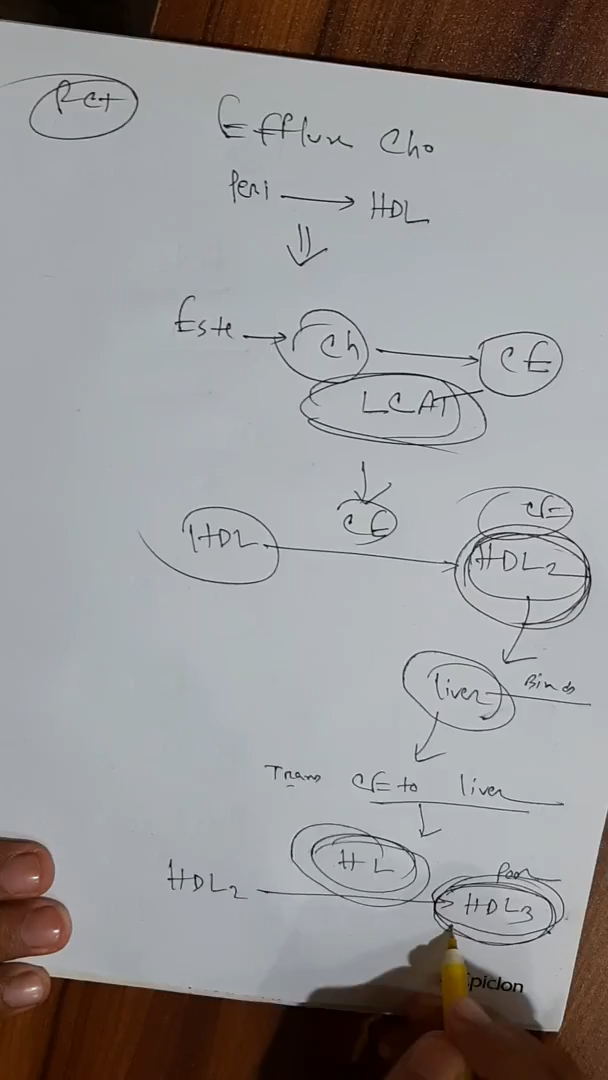 RCT
Efflux Cho
Peri → HDL
Este → Ch → CE
LCAT
CE
CE
HDL → HDL2
liver Binds
Trans CE to liver
HL
Poor
HDL2 → HDL3
Epiclon